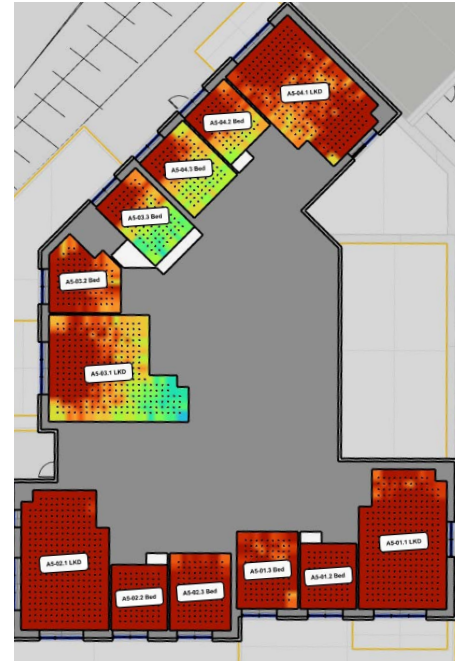 A5-04.1 LKD
A5-04.2 Bed
A5-04.3 Bed
A5-03.3 Bed
A5-03.2 Bed
A5-03.1 LKD
A5-01.1 LKD
A5-02.1 LKD
A5-01.3 Bed
A5-01.2 Bed
A5-02.3 Bed
A5-02.2 Bed